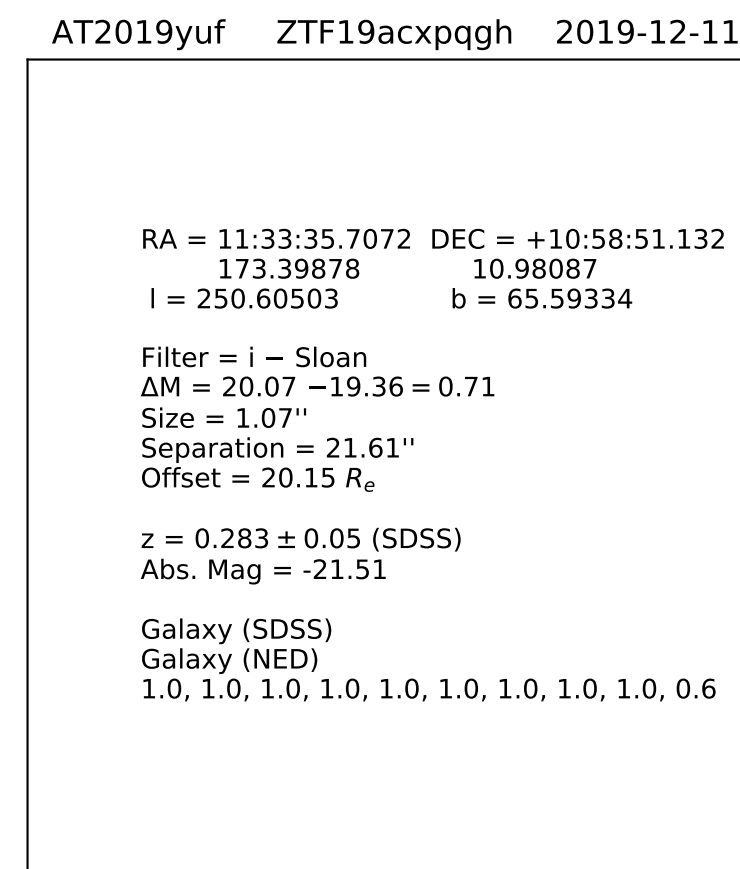 AT2019yuf ZTF19acxpqgh 2019-12-11
RA = 11:33:35.7072 DEC = +10:58:51.132
173.39878 10.98087
l = 250.60503 b = 65.59334
Filter = i − Sloan
ΔM = 20.07 −19.36 = 0.71
Size = 1.07''
Separation = 21.61''
Offset = 20.15 Re
z = 0.283 ± 0.05 (SDSS)
Abs. Mag = -21.51
Galaxy (SDSS)
Galaxy (NED)
1.0, 1.0, 1.0, 1.0, 1.0, 1.0, 1.0, 1.0, 1.0, 0.6